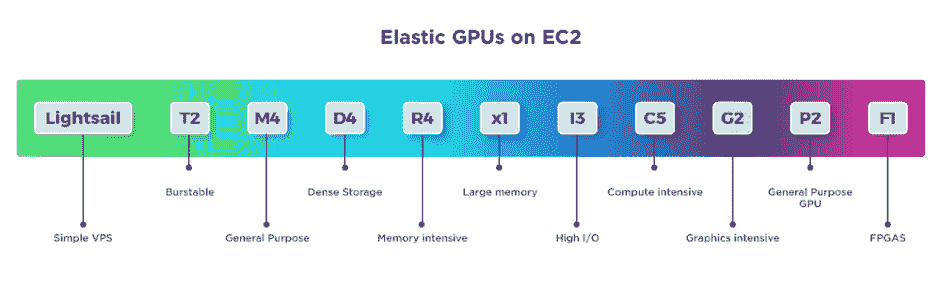 Elastic GPUs on EC2
Lightsail T2 M4 D4 R4 x1 I3 C5 G2 P2 F1
Burstable Dense Storage Large memory Compute intensive General Purpose
GPU
Simple VPS General Purpose Memory intensive High I/O Graphics intensive FPGAS